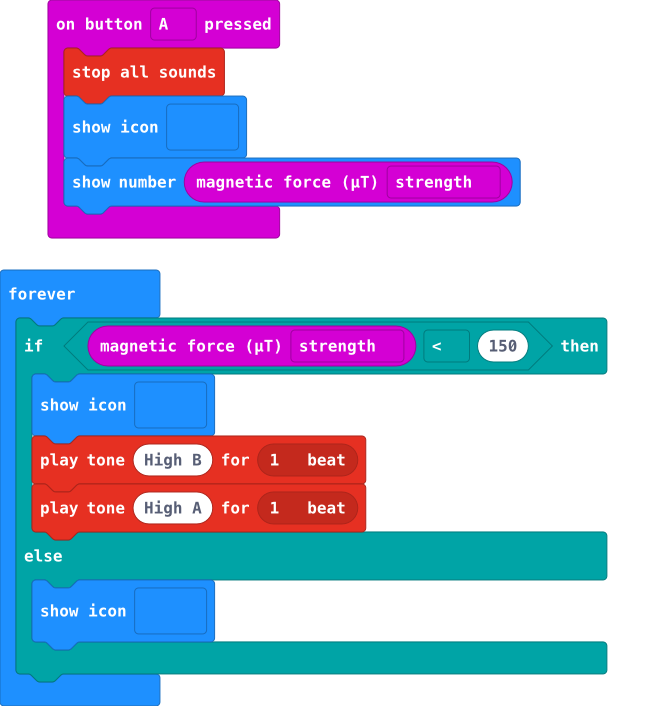 on button A pressed
stop all sounds
show icon
show number magnetic force (µT) strength
forever
if magnetic force (µT) strength < 150 then
show icon
play tone High B for 1 beat
play tone High A for 1 beat
else
show icon